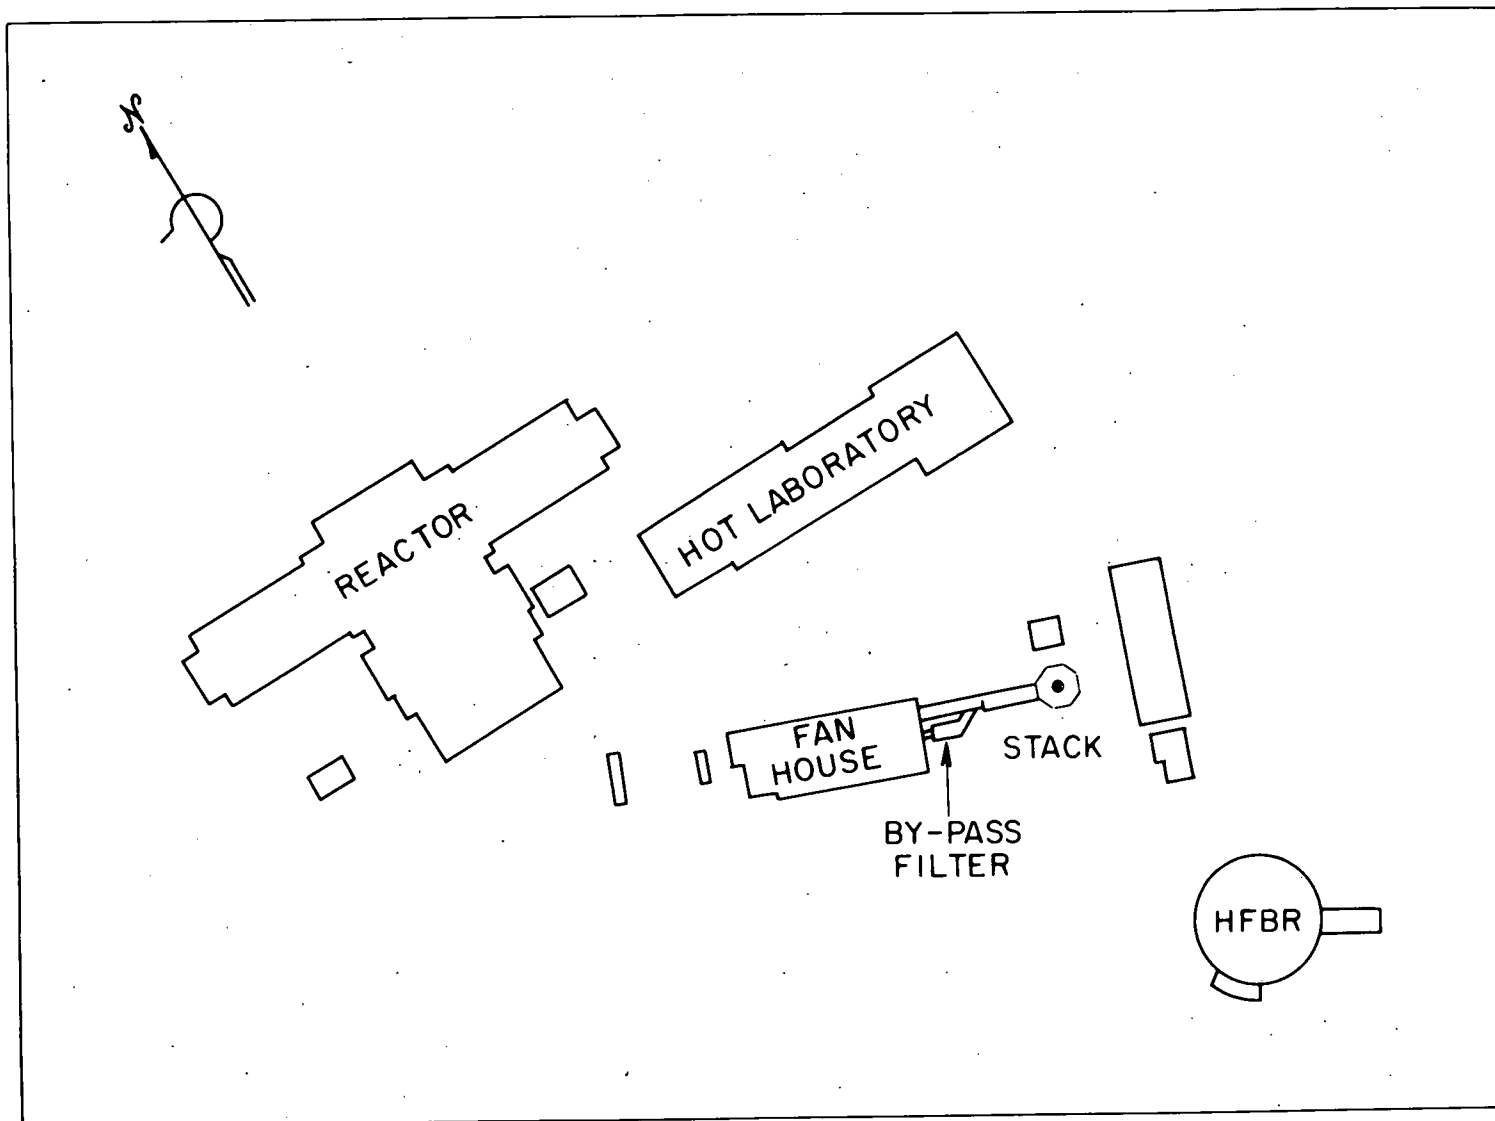 N
REACTOR
HOT LABORATORY
FAN
HOUSE
STACK
BY-PASS
FILTER
HFBR